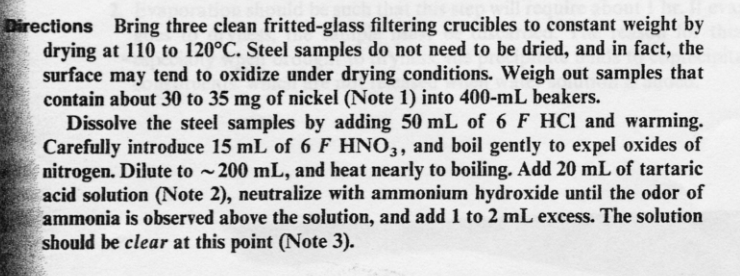 Directions Bring three clean fritted-glass filtering crucibles to constant weight by
drying at 110 to 120°C. Steel samples do not need to be dried, and in fact, the
surface may tend to oxidize under drying conditions. Weigh out samples that
contain about 30 to 35 mg of nickel (Note 1) into 400-mL beakers.
Dissolve the steel samples by adding 50 mL of 6 F HCl and warming.
Carefully introduce 15 mL of 6 F HNO₃, and boil gently to expel oxides of
nitrogen. Dilute to ~200 mL, and heat nearly to boiling. Add 20 mL of tartaric
acid solution (Note 2), neutralize with ammonium hydroxide until the odor of
ammonia is observed above the solution, and add 1 to 2 mL excess. The solution
should be clear at this point (Note 3).